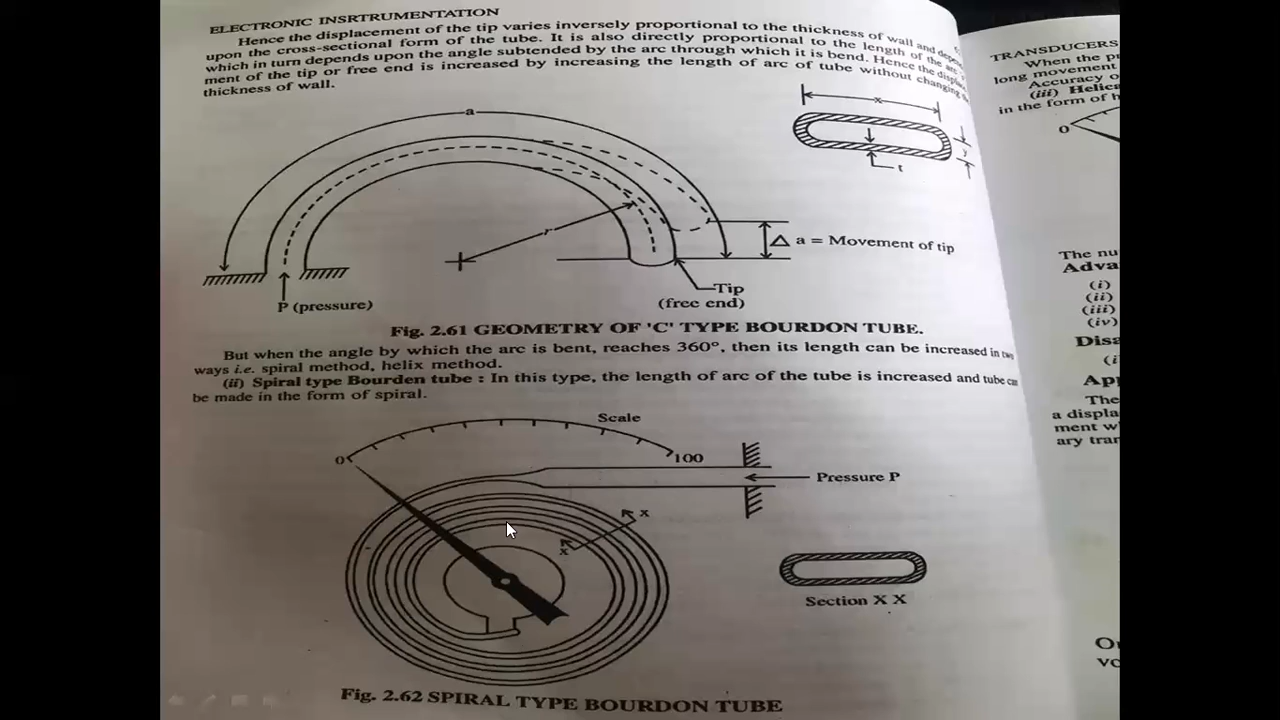 ELECTRONIC INSRTRUMENTATION
Hence the displacement of the tip varies inversely proportional to the thickness of wall and
upon the cross-sectional form of the tube. It is also directly proportional to the length of the
which in turn depends upon the angle subtended by the arc through which it is bend. Hence the
ment of the tip or free end is increased by increasing the length of arc of tube without changing
thickness of wall.
a
x
y
t
r
Δ a = Movement of tip
Tip
(free end)
P (pressure)
Fig. 2.61 GEOMETRY OF 'C' TYPE BOURDON TUBE.
But when the angle by which the arc is bent, reaches 360°, then its length can be increased in two
ways i.e. spiral method, helix method.
(ii) Spiral type Bourden tube : In this type, the length of arc of the tube is increased and tube can
be made in the form of spiral.
Scale
0
100
Pressure P
x
x
Section X X
Fig. 2.62 SPIRAL TYPE BOURDON TUBE
TRANSDUCERS
When the
long movement
Accuracy
(iii)
in the form of
0
The
(i)
(ii)
(iii)
(iv)
The
ment